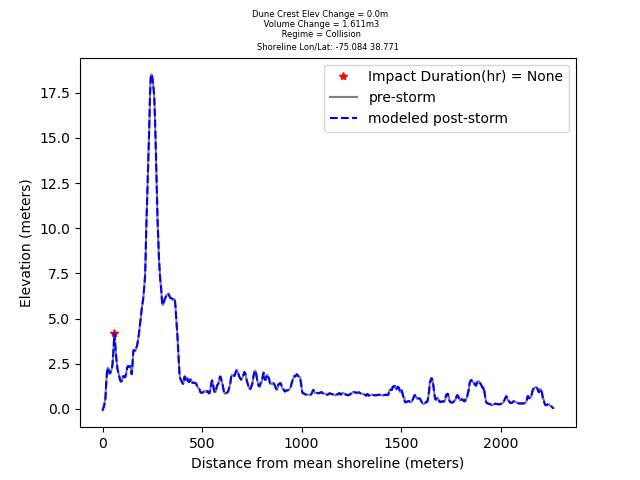 Dune Crest Elev Change = 0.0m
Volume Change = 1.611m3
Regime = Collision
Shoreline Lon/Lat: -75.084 38.771
Impact Duration(hr) = None
pre-storm
modeled post-storm
17.5
15.0
12.5
10.0
7.5
5.0
2.5
0.0
Elevation (meters)
0
500
1000
1500
2000
Distance from mean shoreline (meters)